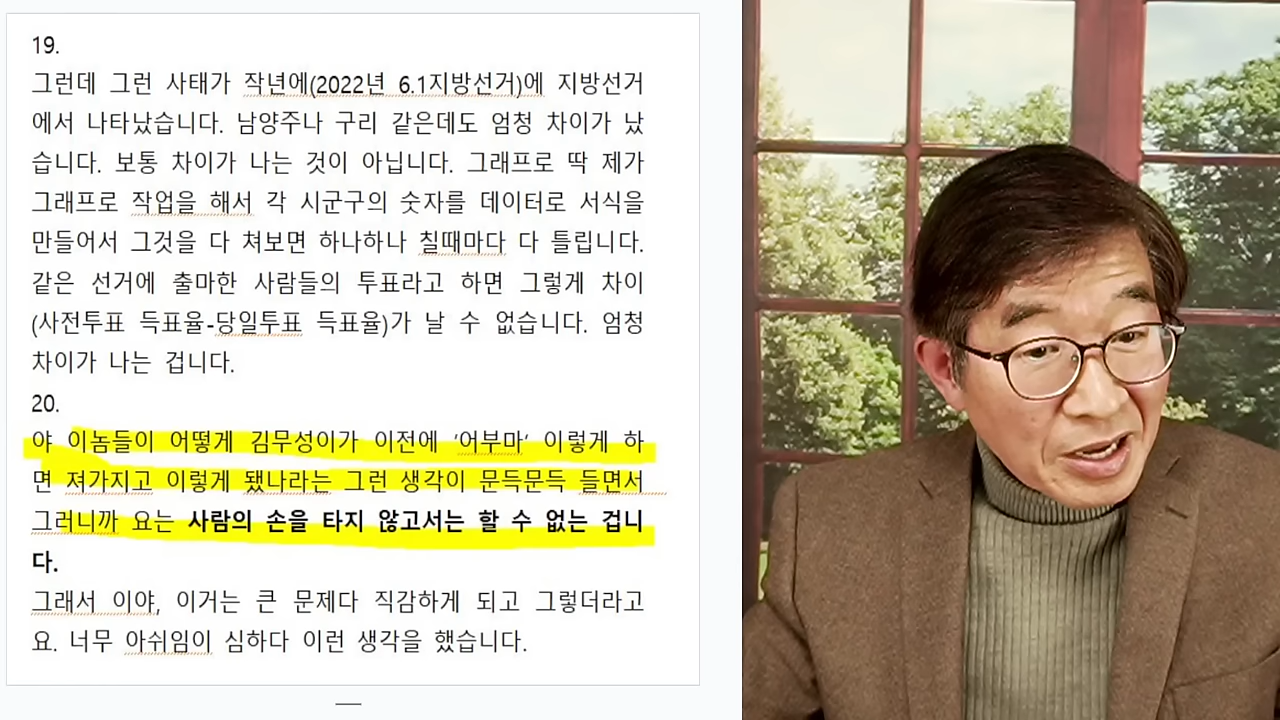 19.
그런데 그런 사태가 작년에(2022년 6.1지방선거)에 지방선거
에서 나타났습니다. 남양주나 구리 같은데도 엄청 차이가 났
습니다. 보통 차이가 나는 것이 아닙니다. 그래프로 딱 제가
그래프로 작업을 해서 각 시군구의 숫자를 데이터로 서식을
만들어서 그것을 다 쳐보면 하나하나 칠때마다 다 틀립니다.
같은 선거에 출마한 사람들의 투표라고 하면 그렇게 차이
(사전투표 득표율-당일투표 득표율)가 날 수 없습니다. 엄청
차이가 나는 겁니다.
20.
야 이놈들이 어떻게 김무성이가 이전에 '어부마' 이렇게 하
면 져가지고 이렇게 됐나라는 그런 생각이 문득문득 들면서
그러니까 요는 사람의 손을 타지 않고서는 할 수 없는 겁니
다.
그래서 이야, 이거는 큰 문제다 직감하게 되고 그렇더라고
요. 너무 아쉬임이 심하다 이런 생각을 했습니다.